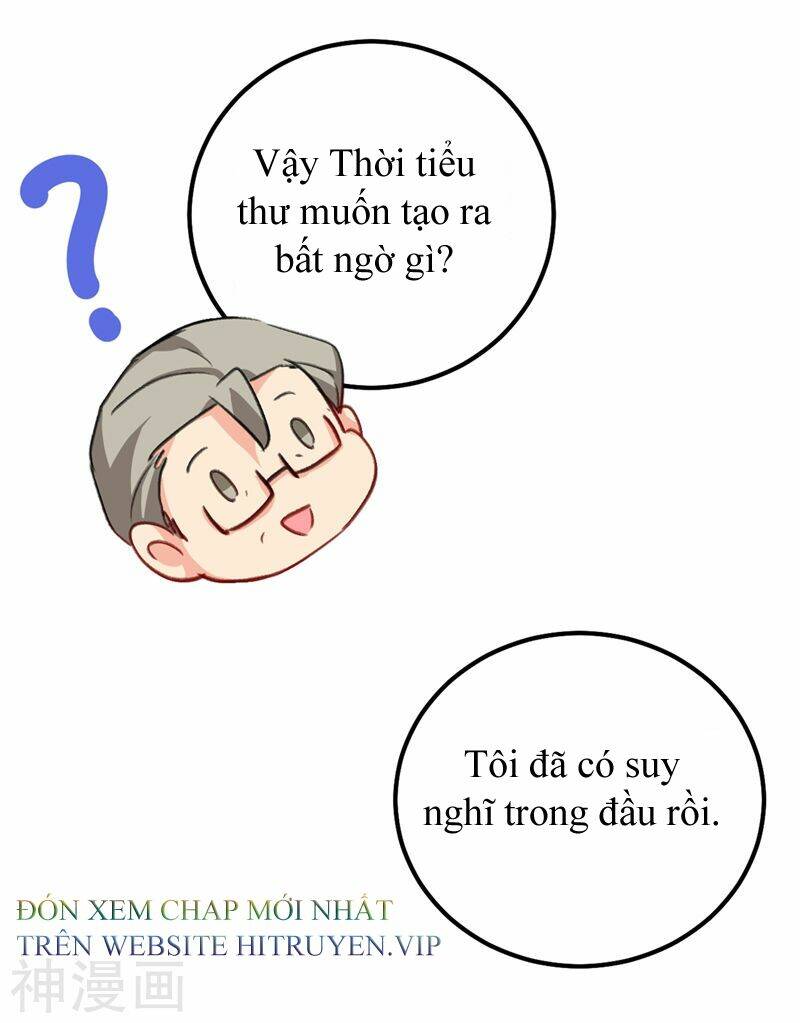 ?
Vậy Thời tiểu
thư muốn tạo ra
bất ngờ gì?
Tôi đã có suy
nghĩ trong đầu rồi.
ĐÓN XEM CHAP MỚI NHẤT
TRÊN WEBSITE HITRUYEN.VIP
神漫画